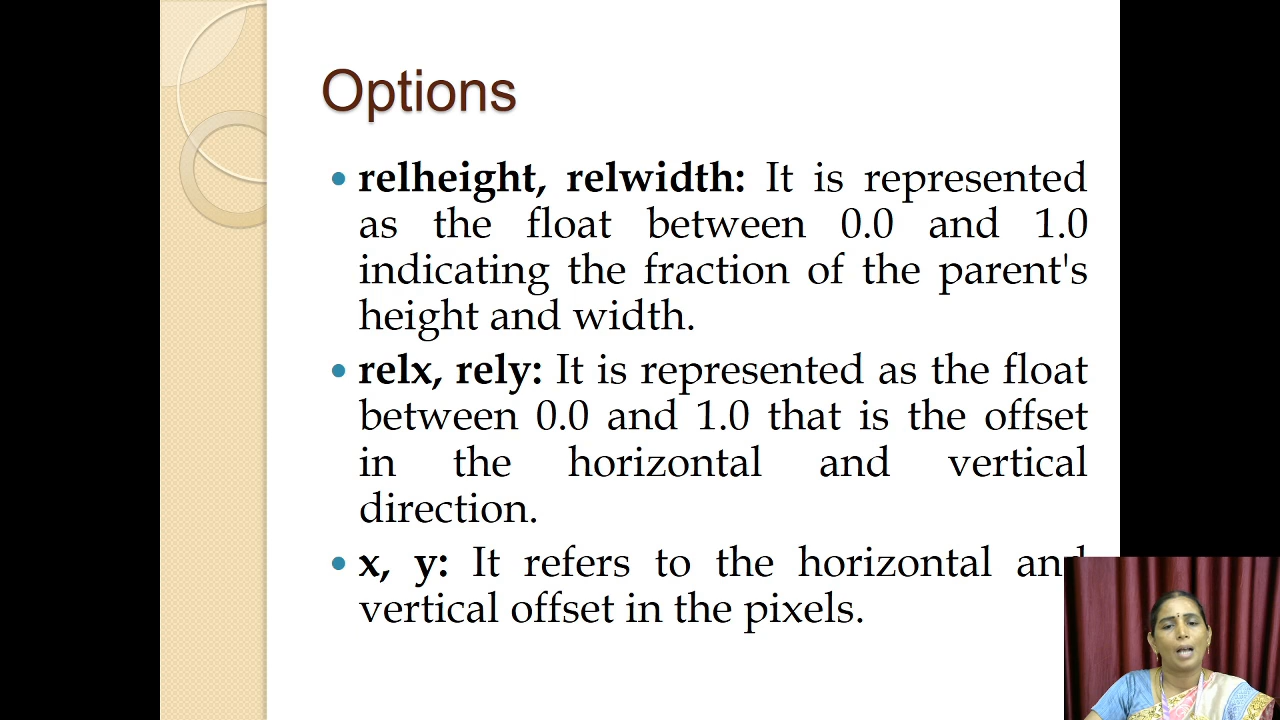 Options
• relheight, relwidth: It is represented
as the float between 0.0 and 1.0
indicating the fraction of the parent's
height and width.
• relx, rely: It is represented as the float
between 0.0 and 1.0 that is the offset
in the horizontal and vertical
direction.
• x, y: It refers to the horizontal and
vertical offset in the pixels.